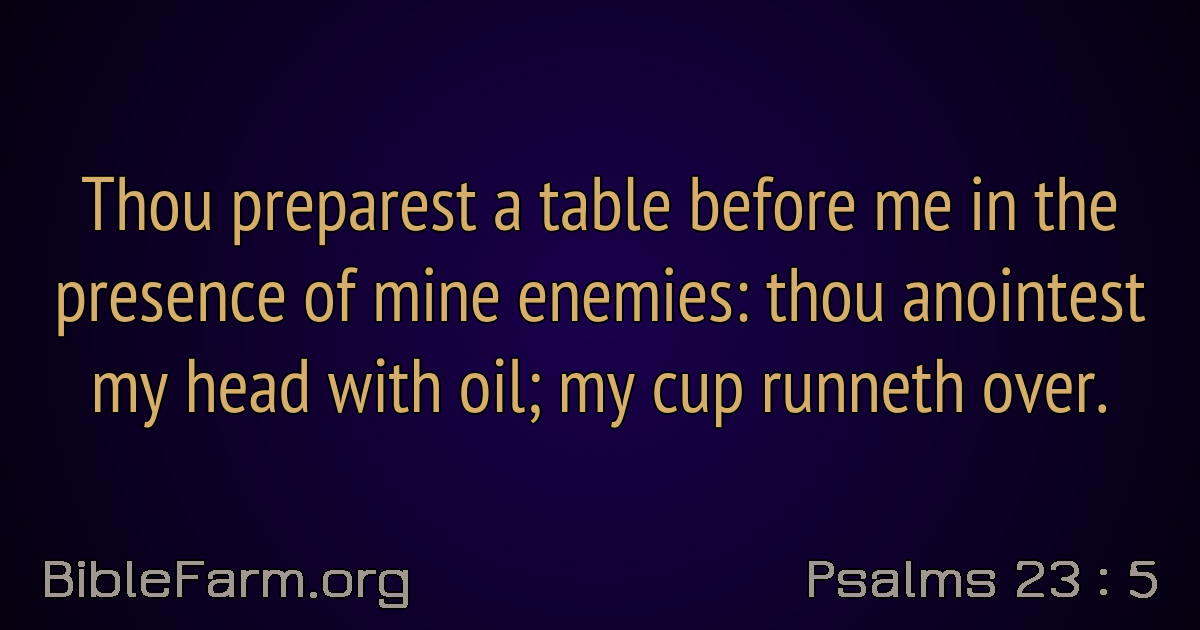 Thou preparest a table before me in the
presence of mine enemies: thou anointest
my head with oil; my cup runneth over.
BibleFarm.org
Psalms 23 : 5